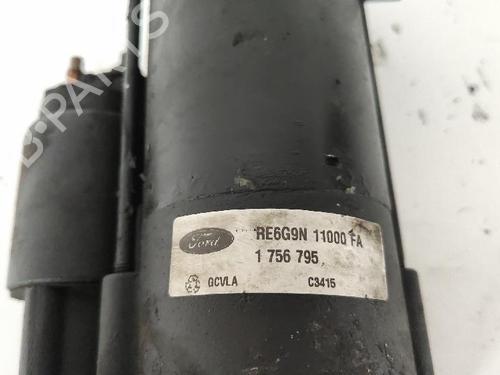 B-PARTS
Ford
RE6G9N 11000 FA
1 756 795
GCVLA C3415